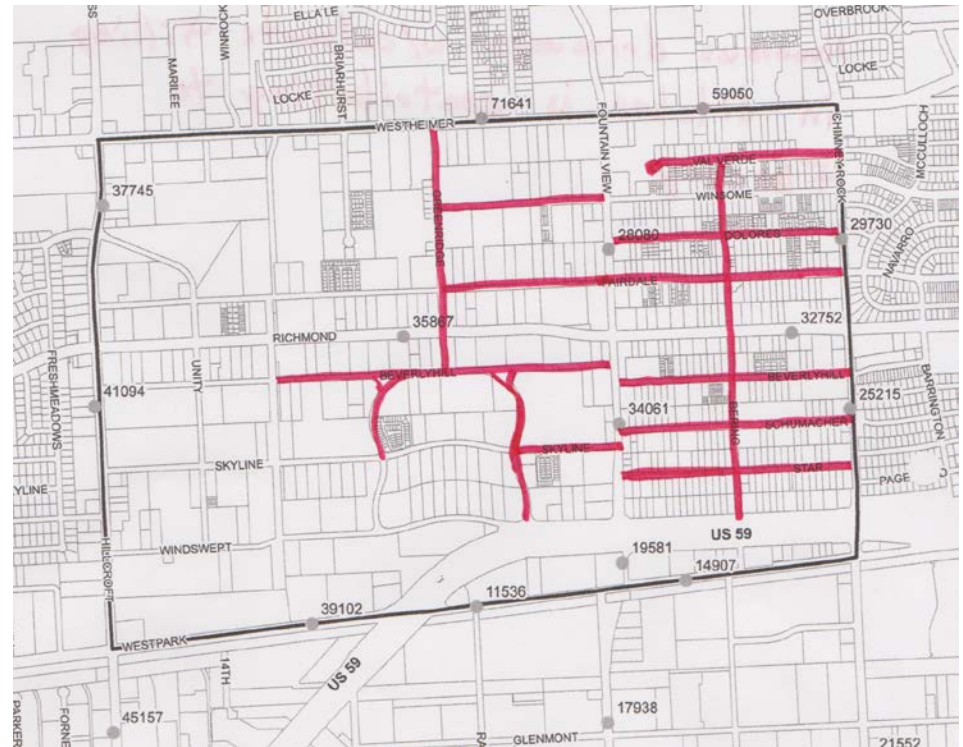 SS
ELLA LE
OVERBROOK
WINROCK
MARILEE
BRIARHURST
LOCKE
LOCKE
MCCULLOCH
59050
71641
WESTHEIMER
FOUNTAIN VIEW
CHIMNEY ROCK
VAL VERDE
WINSOME
37745
GREENRIDGE
28080
DOLORES
29730
NAVARRO
FAIRDALE
RICHMOND
35867
32752
FRESHMEADOWS
UNITY
BEVERLYHILL
BEVERLYHILL
BARRINGTON
41094
34061
25215
BERING
SCHUMACHER
SKYLINE
SKYLINE
STAR
PAGE
YLINE
US 59
WINDSWEPT
HILLCROFT
19581
14907
11536
39102
WESTPARK
US 59
14TH
45157
17938
PARKER
FORNE
RA
GLENMONT
21552